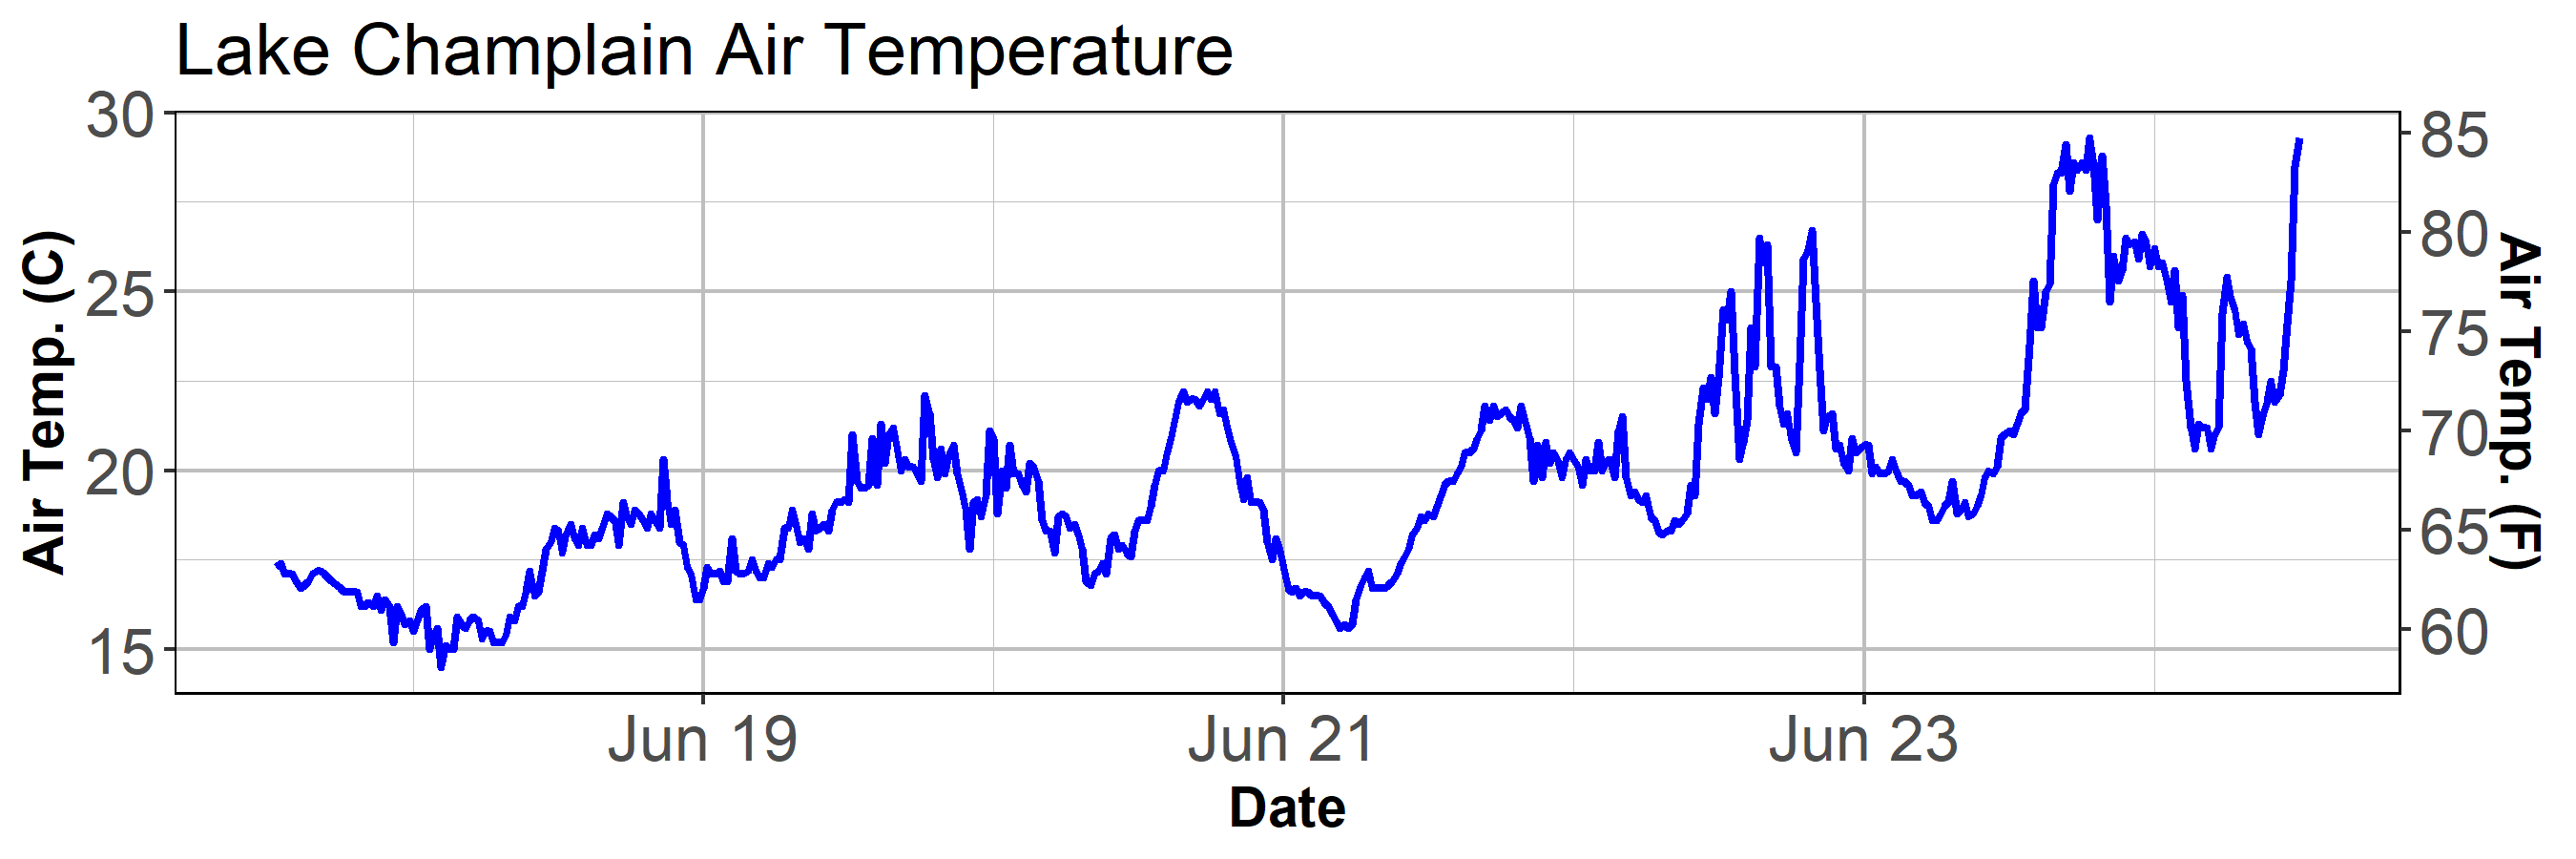 Lake Champlain Air Temperature
Air Temp. (C)
30
25
20
15
85
80
75
70
65
60
Air Temp. (F)
Jun 19
Jun 21
Jun 23
Date